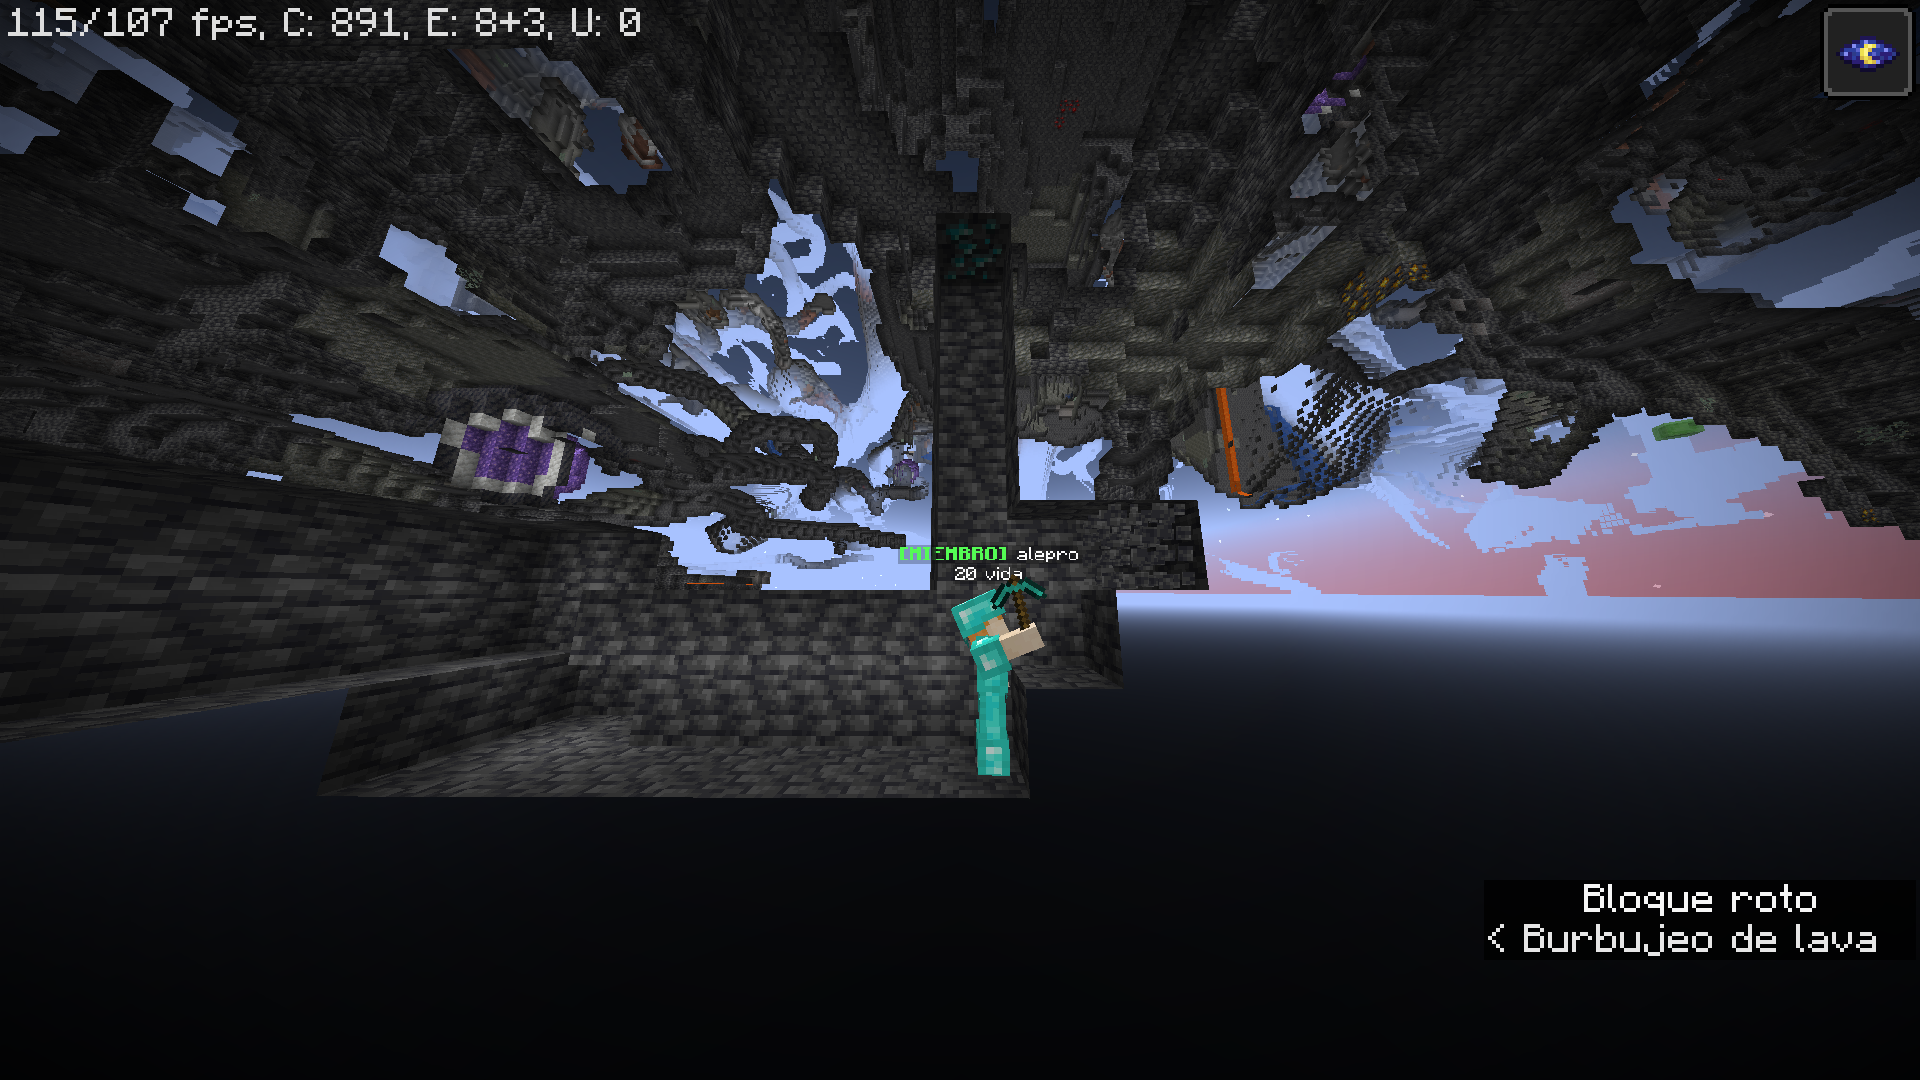 115/107 fps, C: 891, E: 8+3, U: 0
[MIEMBRO] alepro
20 vida
Bloque roto
< Burbujeo de lava